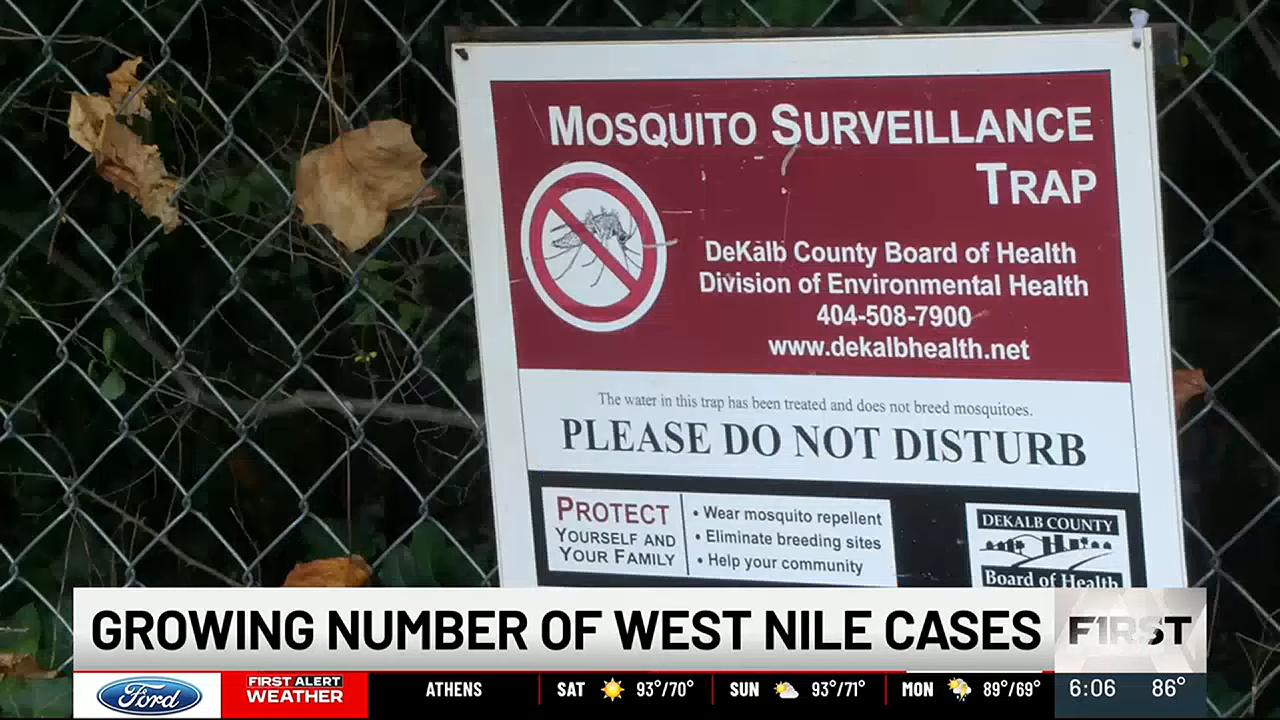 MOSQUITO SURVEILLANCE
TRAP
DeKalb County Board of Health
Division of Environmental Health
404-508-7900
www.dekalbhealth.net
The water in this trap has been treated and does not breed mosquitoes.
PLEASE DO NOT DISTURB
PROTECT
YOURSELF AND
YOUR FAMILY
• Wear mosquito repellent
• Eliminate breeding sites
• Help your community
DEKALB COUNTY
Board of Health
GROWING NUMBER OF WEST NILE CASES
F1RST
Ford
FIRST ALERT
WEATHER
ATHENS
SAT 93°/70°
SUN 93°/71°
MON 89°/69°
6:06 86°